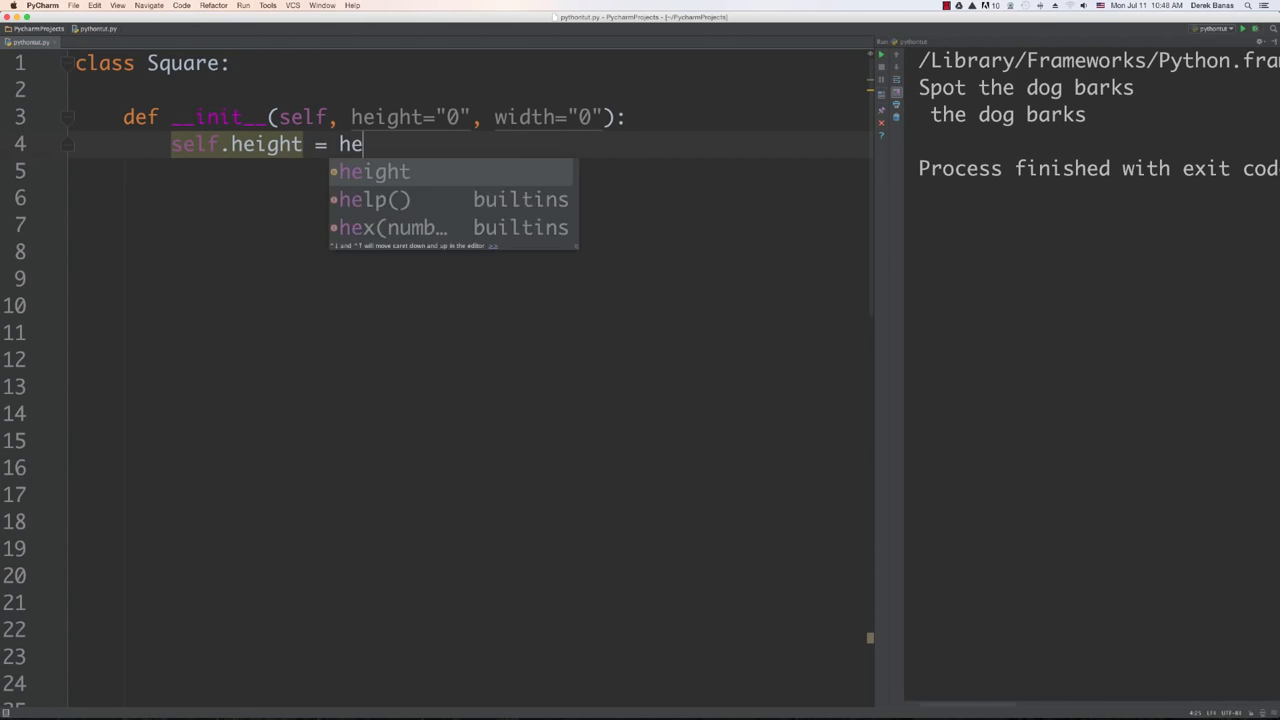 PyCharm File Edit View Navigate Code Refactor Run Tools VCS Window Help 10 Mon Jul 11 10:48 AM Derek Banas
pythontut.py - PycharmProjects - [~/PycharmProjects]
PycharmProjects pythontut.py pythontut
pythontut.py Run pythontut
1 class Square:
2
3 def __init__(self, height="0", width="0"):
4 self.height = he
5 height
6 help() builtins
7 hex(numb… builtins
8 ^↓ and ^↑ will move caret down and up in the editor >>
9
10
11
12
13
14
15
16
17
18
19
20
21
22
23
24
/Library/Frameworks/Python.fra
Spot the dog barks
the dog barks
Process finished with exit cod
4:25 LF≑ UTF-8≑